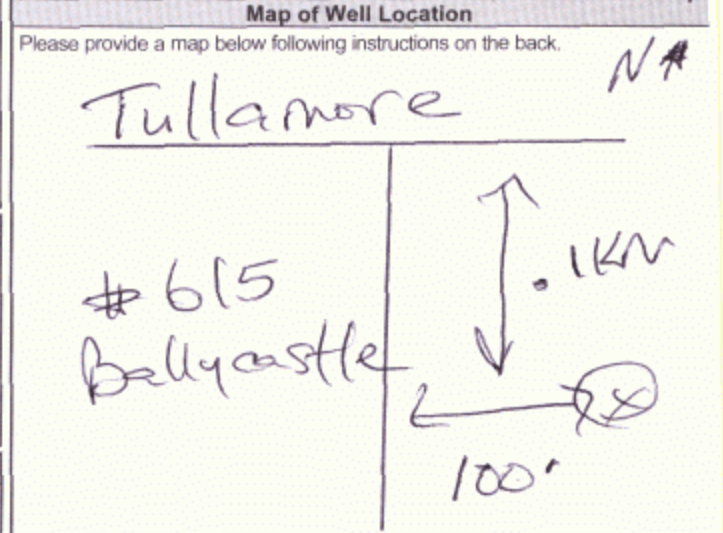 Map of Well Location
Please provide a map below following instructions on the back.
N
Tullamore
.1KM
#615
Ballycastle
X
100'